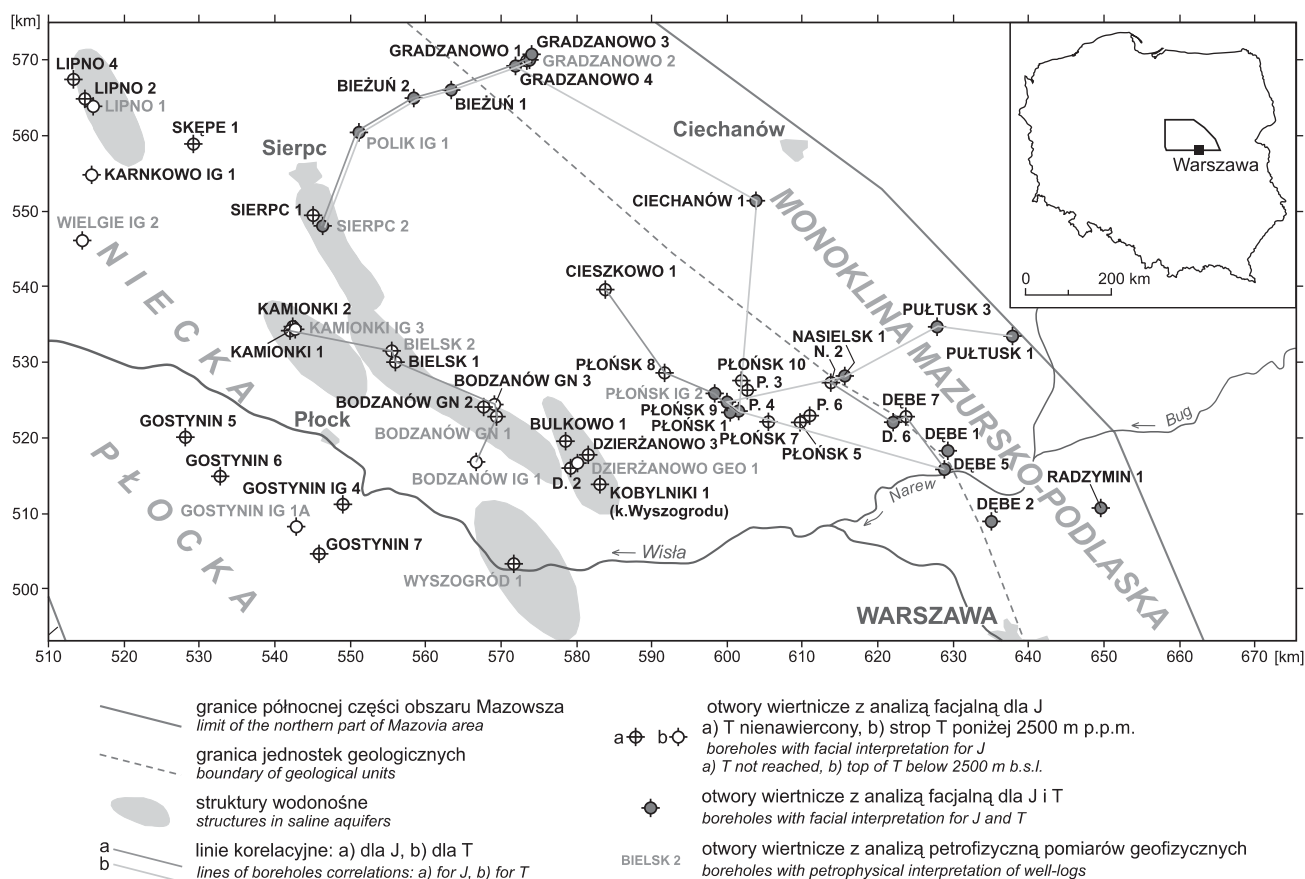 [km]
570
560
550
540
530
520
510
500
510 520 530 540 550 560 570 580 590 600 610 620 630 640 650 660 670 [km]
LIPNO 4
LIPNO 2
LIPNO 1
SKĘPE 1
KARNKOWO IG 1
WIELGIE IG 2
Sierpc
SIERPC 1
SIERPC 2
POLIK IG 1
BIEŻUŃ 2
BIEŻUŃ 1
GRADZANOWO 1
GRADZANOWO 3
GRADZANOWO 2
GRADZANOWO 4
Ciechanów
CIECHANÓW 1
CIESZKOWO 1
NIECKA
PŁOCKA
MONOKLINA MAZURSKO-PODLASKA
KAMIONKI 2
KAMIONKI IG 3
KAMIONKI 1
BIELSK 2
BIELSK 1
BODZANÓW GN 3
BODZANÓW GN 2
BODZANÓW GN 1
BODZANÓW IG 1
Płock
GOSTYNIN 5
GOSTYNIN 6
GOSTYNIN IG 4
GOSTYNIN IG 1A
GOSTYNIN 7
BULKOWO 1
DZIERŻANOWO 3
DZIERŻANOWO GEO 1
D. 2
KOBYLNIKI 1
(k.Wyszogrodu)
WYSZOGRÓD 1
PŁOŃSK 8
PŁOŃSK IG 2
PŁOŃSK 10
P. 3
P. 4
PŁOŃSK 9
PŁOŃSK 1
PŁOŃSK 7
P. 6
PŁOŃSK 5
NASIELSK 1
N. 2
PUŁTUSK 3
PUŁTUSK 1
DĘBE 7
D. 6
DĘBE 1
DĘBE 5
DĘBE 2
RADZYMIN 1
← Bug
Narew
← Wisła
WARSZAWA
Warszawa
0 200 km
granice północnej części obszaru Mazowsza
limit of the northern part of Mazovia area
granica jednostek geologicznych
boundary of geological units
struktury wodonośne
structures in saline aquifers
a
b
linie korelacyjne: a) dla J, b) dla T
lines of boreholes correlations: a) for J, b) for T
a b
otwory wiertnicze z analizą facjalną dla J
a) T nienawiercony, b) strop T poniżej 2500 m p.p.m.
boreholes with facial interpretation for J
a) T not reached, b) top of T below 2500 m b.s.l.
otwory wiertnicze z analizą facjalną dla J i T
boreholes with facial interpretation for J and T
BIELSK 2
otwory wiertnicze z analizą petrofizyczną pomiarów geofizycznych
boreholes with petrophysical interpretation of well-logs